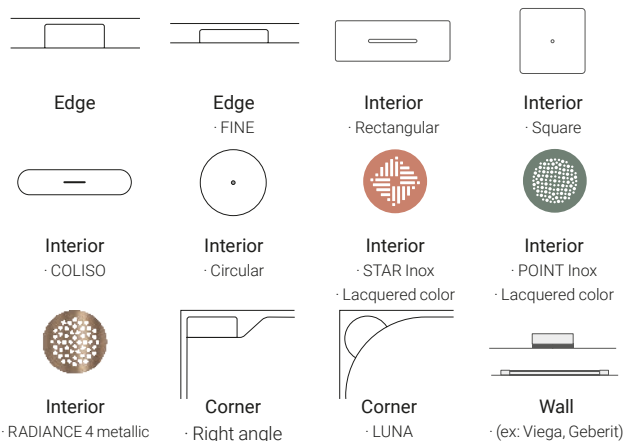 Edge
Edge
· FINE
Interior
· Rectangular
Interior
· Square
Interior
· COLISO
Interior
· Circular
Interior
· STAR Inox
· Lacquered color
Interior
· POINT Inox
· Lacquered color
Interior
· RADIANCE 4 metallic
Corner
· Right angle
Corner
· LUNA
Wall
· (ex: Viega, Geberit)